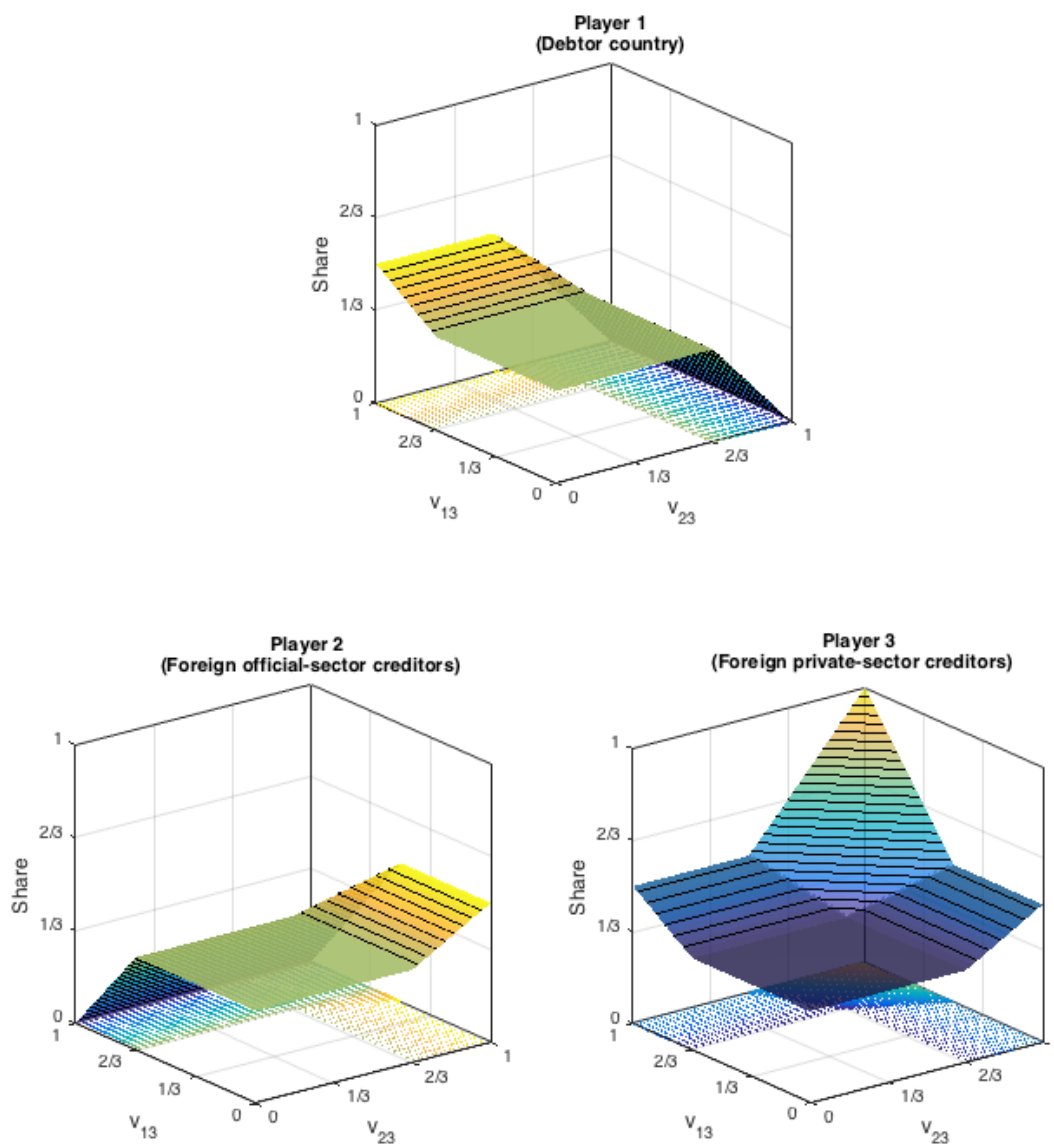 Player 1
(Debtor country)
1
2/3
Share
1/3
0
1
2/3
1/3
0
v13
0
1/3
2/3
1
v23
Player 2
(Foreign official-sector creditors)
1
2/3
Share
1/3
0
1
2/3
1/3
0
v13
0
1/3
2/3
1
v23
Player 3
(Foreign private-sector creditors)
1
2/3
Share
1/3
0
1
2/3
1/3
0
v13
0
1/3
2/3
1
v23